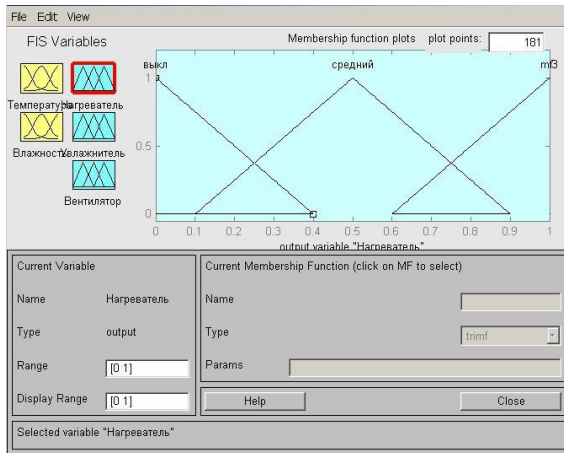 File Edit View
FIS Variables
Membership function plots plot points: 181
выкл средний mf3
1
0.5
0
0 0.1 0.2 0.3 0.4 0.5 0.6 0.7 0.8 0.9 1
output variable "Нагреватель"
Температура Нагреватель
Влажность Увлажнитель
Вентилятор
Current Variable
Name Нагреватель
Type output
Range [0 1]
Display Range [0 1]
Current Membership Function (click on MF to select)
Name
Type trimf
Params
Help Close
Selected variable "Нагреватель"